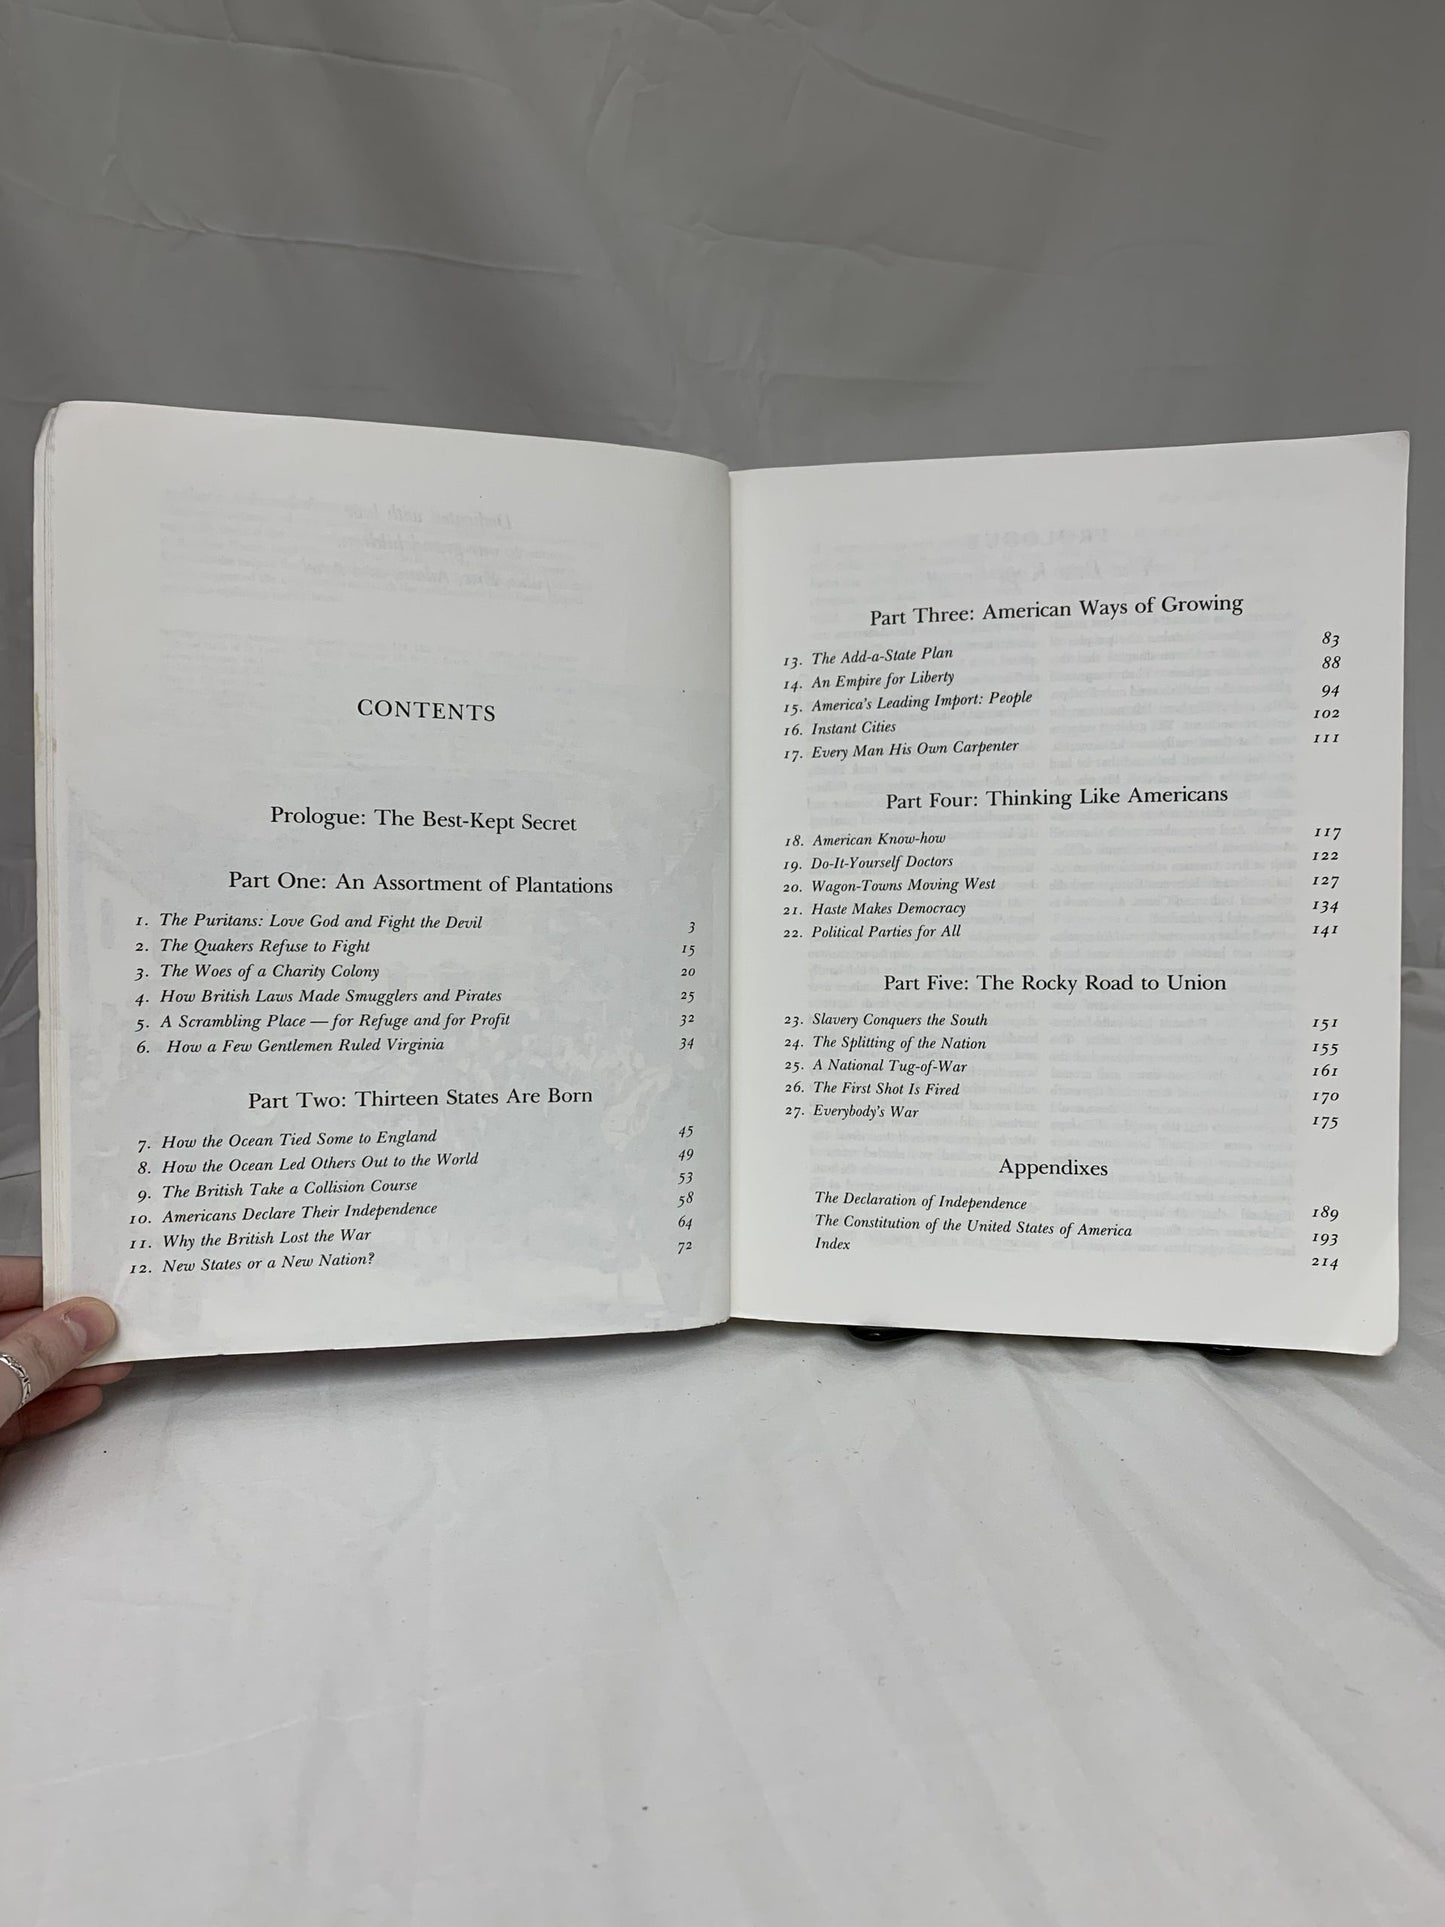 CONTENTS
Prologue: The Best-Kept Secret
Part One: An Assortment of Plantations
1. The Puritans: Love God and Fight the Devil 3
2. The Quakers Refuse to Fight 15
3. The Woes of a Charity Colony 20
4. How British Laws Made Smugglers and Pirates 25
5. A Scrambling Place — for Refuge and for Profit 32
6. How a Few Gentlemen Ruled Virginia 34
Part Two: Thirteen States Are Born
7. How the Ocean Tied Some to England 45
8. How the Ocean Led Others Out to the World 49
9. The British Take a Collision Course 53
10. Americans Declare Their Independence 58
11. Why the British Lost the War 64
12. New States or a New Nation? 72
Part Three: American Ways of Growing
13. The Add-a-State Plan 83
14. An Empire for Liberty 88
15. America's Leading Import: People 94
16. Instant Cities 102
17. Every Man His Own Carpenter 111
Part Four: Thinking Like Americans
18. American Know-how 117
19. Do-It-Yourself Doctors 122
20. Wagon-Towns Moving West 127
21. Haste Makes Democracy 134
22. Political Parties for All 141
Part Five: The Rocky Road to Union
23. Slavery Conquers the South 151
24. The Splitting of the Nation 155
25. A National Tug-of-War 161
26. The First Shot Is Fired 170
27. Everybody's War 175
Appendixes
The Declaration of Independence 189
The Constitution of the United States of America 193
Index 214